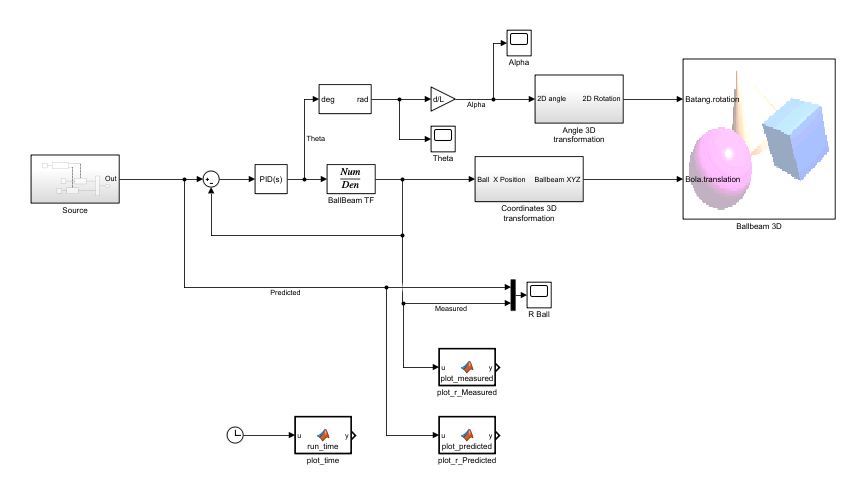 Alpha
deg rad
d/L
Alpha
2D angle 2D Rotation
Angle 3D
transformation
Batang.rotation
Theta
Theta
Out
Source
+
-
PID(s)
Num
Den
BallBeam TF
Ball X Position Ballbeam XYZ
Coordinates 3D
transformation
Bola.translation
Ballbeam 3D
Predicted
Measured
R Ball
u y
plot_measured
plot_r_Measured
u y
run_time
plot_time
u y
plot_predicted
plot_r_Predicted